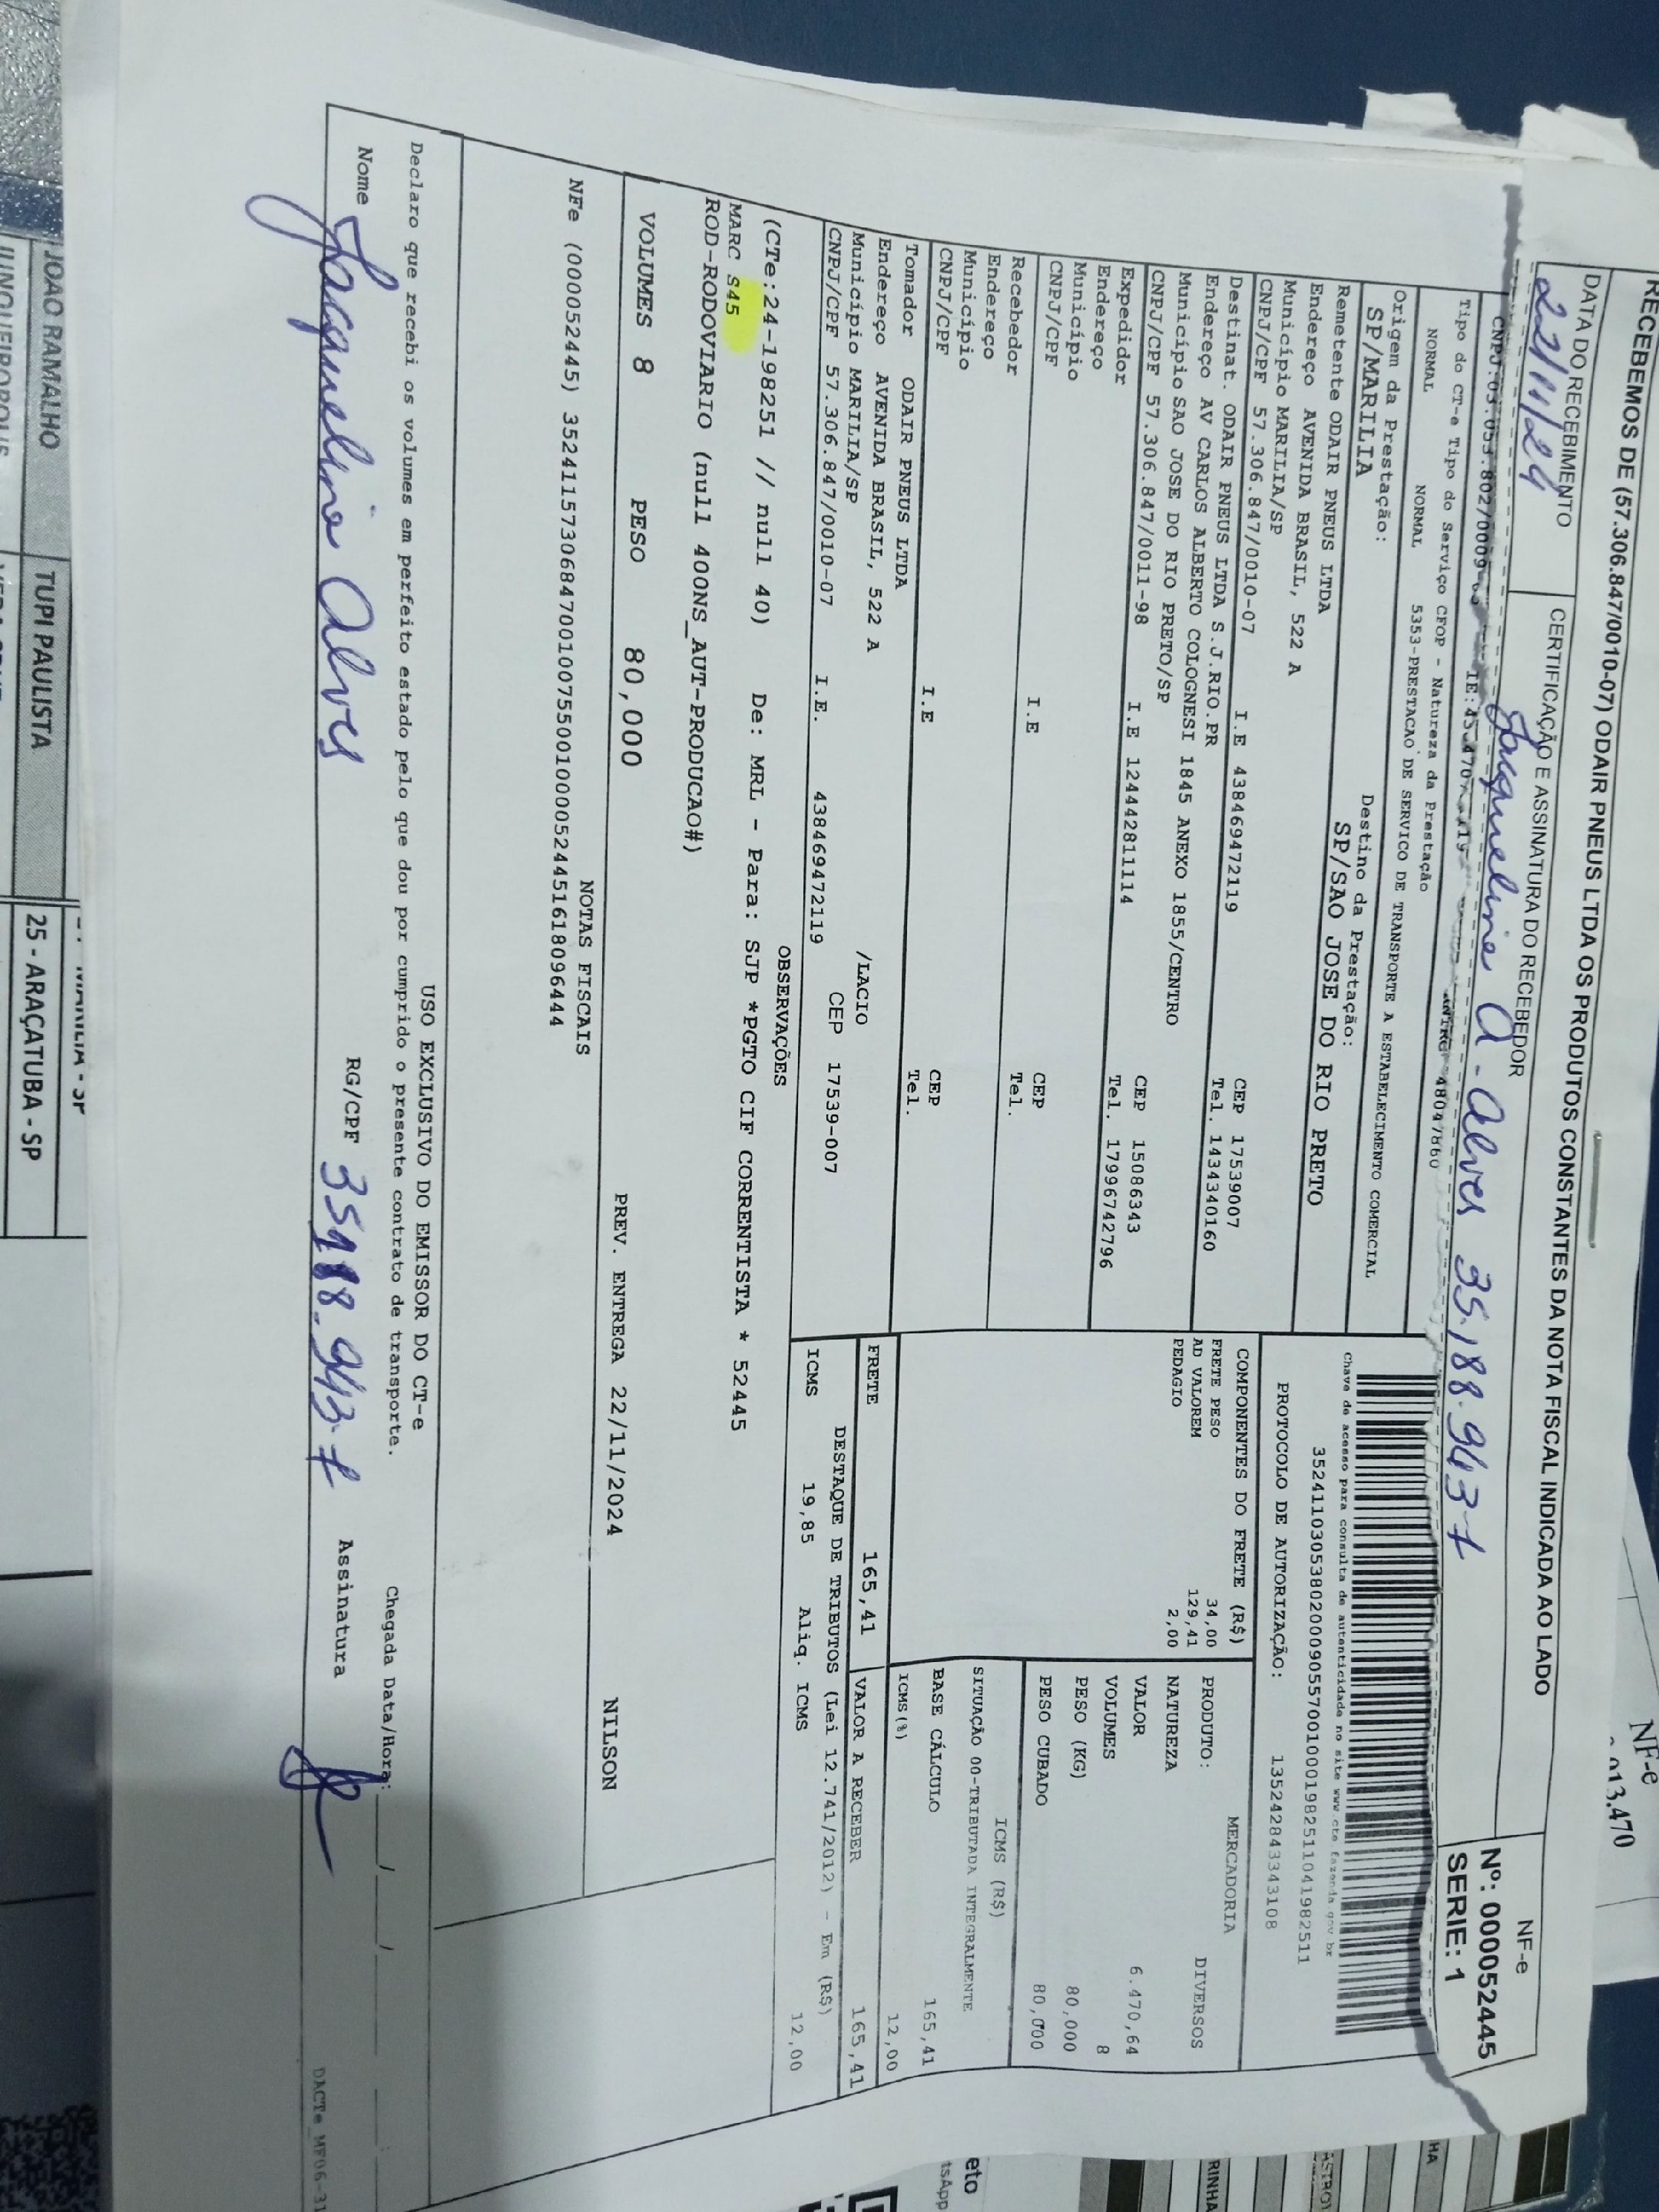 RECEBEMOS DE (57.306.847/0010-07) ODAIR PNEUS LTDA OS PRODUTOS CONSTANTES DA NOTA FISCAL INDICADA AO LADO
DATA DO RECEBIMENTO
22/11/24
CERTIFICAÇÃO E ASSINATURA DO RECEBEDOR
Jaqueline A. Alves 35.188.943-7
NF-e
Nº: 000052445
SERIE: 1
Tipo do CT-e Tipo do Serviço CFOP - Natureza da Prestação
NORMAL NORMAL 5353-PRESTACAO DE SERVICO DE TRANSPORTE A ESTABELECIMENTO COMERCIAL
Origem da Prestação: Destino da Prestação:
SP/MARILIA SP/SAO JOSE DO RIO PRETO
Remetente ODAIR PNEUS LTDA
Endereço AVENIDA BRASIL, 522 A
Município MARILIA/SP CEP 17539007
CNPJ/CPF 57.306.847/0010-07 I.E 438469472119 Tel. 1434340160
Destinat. ODAIR PNEUS LTDA S.J.RIO.PR
Endereço AV CARLOS ALBERTO COLOGNESI 1845 ANEXO 1855/CENTRO
Município SAO JOSE DO RIO PRETO/SP CEP 15086343
CNPJ/CPF 57.306.847/0011-98 I.E 124442811114 Tel. 17996742796
Expedidor
Endereço
Município CEP
CNPJ/CPF I.E Tel.
Recebedor
Endereço
Município CEP
CNPJ/CPF I.E Tel.
Tomador ODAIR PNEUS LTDA
Endereço AVENIDA BRASIL, 522 A /LACIO
Município MARILIA/SP CEP 17539-007
CNPJ/CPF 57.306.847/0010-07 I.E. 438469472119
Chave de acesso para consulta de autenticidade no site www.cte.fazenda.gov.br
35241103053802000905570010001982511041982511
PROTOCOLO DE AUTORIZAÇÃO: 135242843343108
COMPONENTES DO FRETE (R$)
FRETE PESO 34,00
AD VALOREM 129,41
PEDAGIO 2,00
MERCADORIA
PRODUTO: DIVERSOS
NATUREZA
VALOR 6.470,64
VOLUMES 8
PESO (KG) 80,000
PESO CUBADO 80,000
ICMS (R$)
SITUAÇÃO 00-TRIBUTADA INTEGRALMENTE
BASE CÁLCULO 165,41
ICMS(%) 12,00
FRETE 165,41 VALOR A RECEBER 165,41
DESTAQUE DE TRIBUTOS (Lei 12.741/2012) - Em (R$)
ICMS 19,85 Aliq. ICMS 12,00
OBSERVAÇÕES
(CTe:24-198251 // null 40) De: MRL - Para: SJP *PGTO CIF CORRENTISTA * 52445
MARC S45
ROD-RODOVIARIO (null 400NS_AUT-PRODUCAO#)
VOLUMES 8 PESO 80,000 PREV. ENTREGA 22/11/2024 NILSON
NOTAS FISCAIS
NFe (000052445) 35241157306847001007550010000524451618096444
USO EXCLUSIVO DO EMISSOR DO CT-e
Declaro que recebi os volumes em perfeito estado pelo que dou por cumprido o presente contrato de transporte. Chegada Data/Hora: ___/___/___
Nome Jaqueline Alves RG/CPF 35188.943-7 Assinatura
NF-e
013.470
JOAO RAMALHO
TUPI PAULISTA
25 - ARAÇATUBA - SP